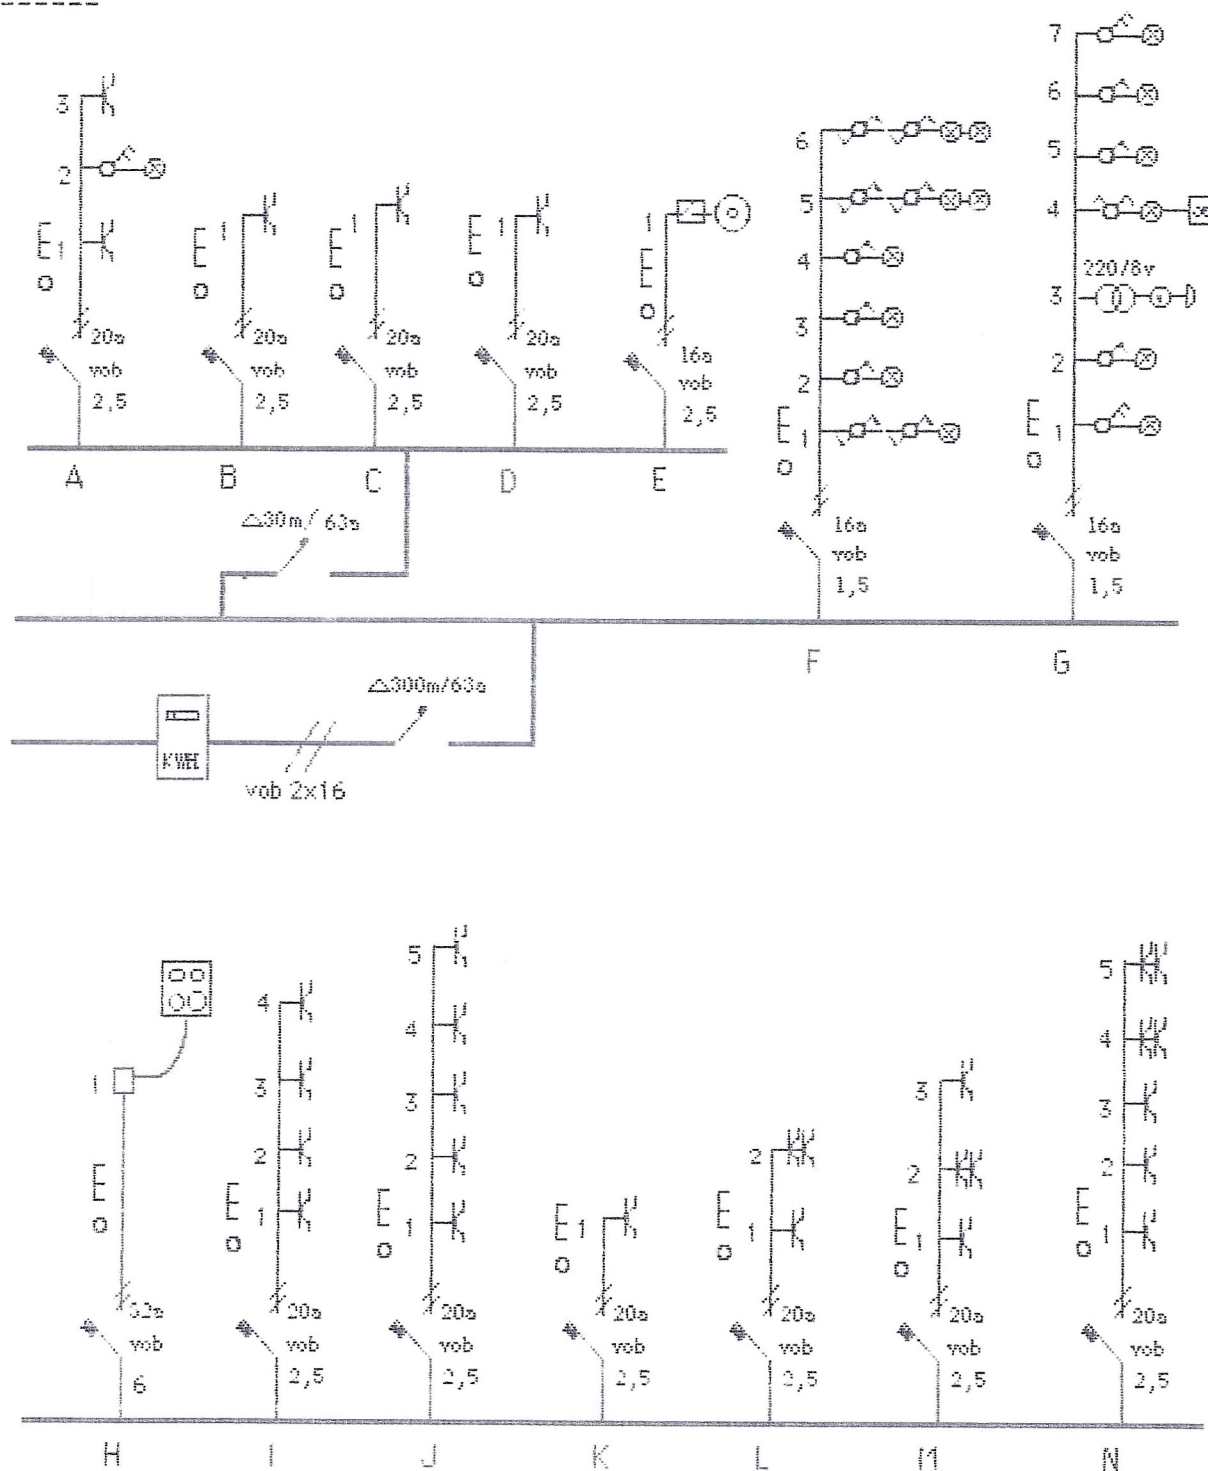 7
6
5
4
3
220/8v
2
1
E
o
16a
vob
1,5
3
2
E 1
o
20a
vob
2,5
E 1
o
20a
vob
2,5
E 1
o
20a
vob
2,5
E 1
o
20a
vob
2,5
1
E
o
16a
vob
2,5
6
5
4
3
2
E 1
o
16a
vob
1,5
A B C D E
△30m/63a
F G
△300m/63a
vob 2x16
1
E
o
vob
6
4
3
2
E 1
o
20a
vob
2,5
5
4
3
2
E 1
o
20a
vob
2,5
E 1
o
20a
vob
2,5
2
E 1
o
20a
vob
2,5
3
2
E 1
o
20a
vob
2,5
5
4
3
2
E 1
o
20a
vob
2,5
H I J K L M N